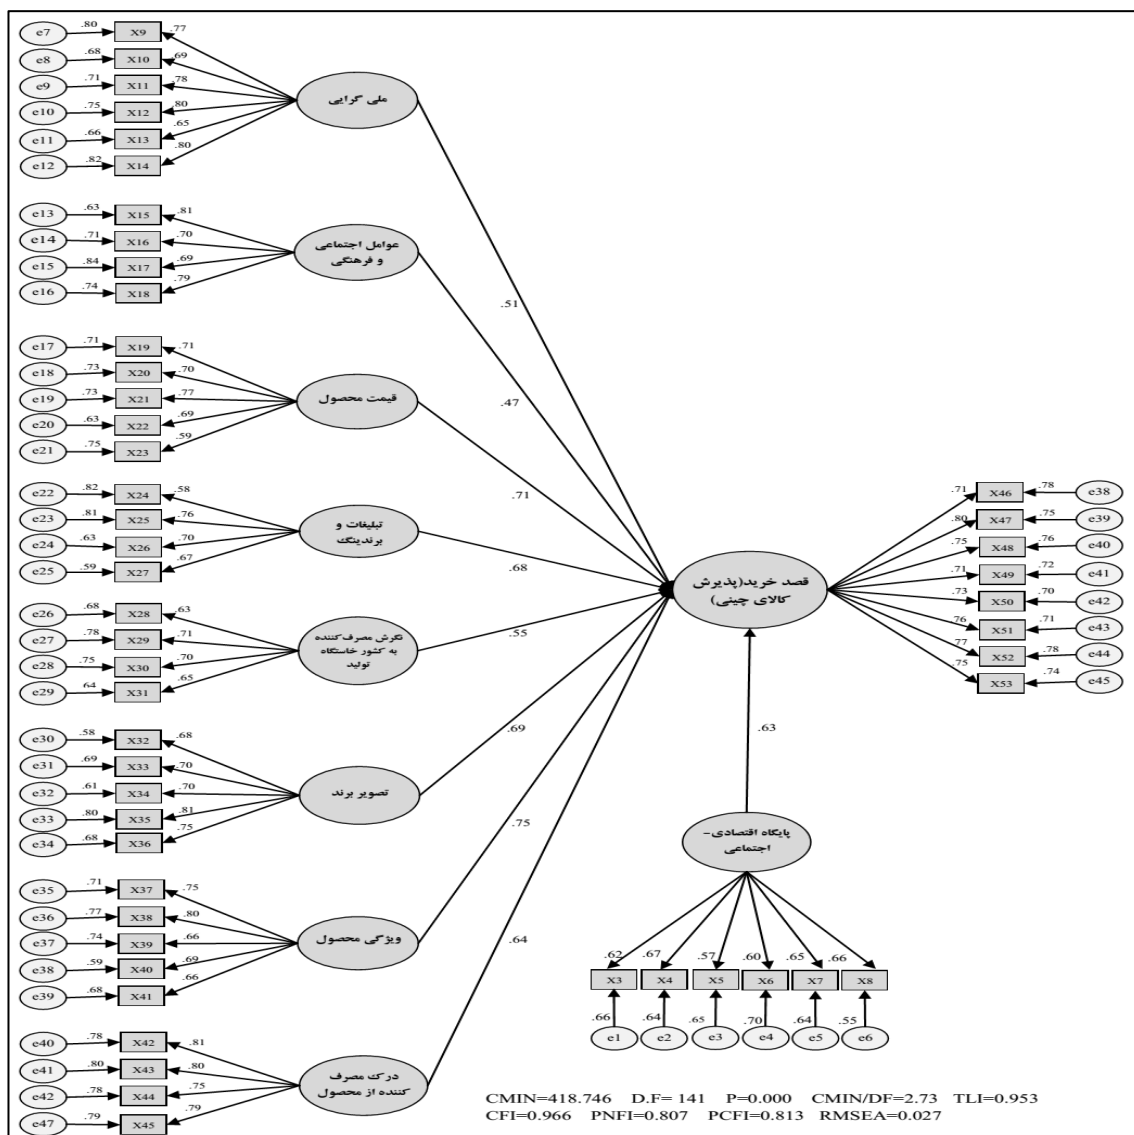 e7 .80 X9 .77
e8 .68 X10 .69
e9 .71 X11 .78
e10 .75 X12 .80
e11 .66 X13 .65
e12 .82 X14 .80
ملی گرایی
e13 .63 X15 .81
e14 .71 X16 .70
e15 .84 X17 .69
e16 .74 X18 .79
عوامل اجتماعی
و فرهنگی
.51
e17 .71 X19 .71
e18 .73 X20 .70
e19 .73 X21 .77
e20 .63 X22 .69
e21 .75 X23 .59
قیمت محصول
.47
e22 .82 X24 .58
e23 .81 X25 .76
e24 .63 X26 .70
e25 .59 X27 .67
تبلیغات و
برندینگ
.71
.68
e26 .68 X28 .63
e27 .78 X29 .71
e28 .75 X30 .70
e29 .64 X31 .65
نگرش مصرف کننده
به کشور خاستگاه
تولید
.55
قصد خرید(پذیرش
کالای چینی)
.71 X46 .78 e38
.80 X47 .75 e39
.75 X48 .76 e40
.71 X49 .72 e41
.73 X50 .70 e42
.76 X51 .71 e43
.77 X52 .78 e44
.75 X53 .74 e45
e30 .58 X32 .68
e31 .69 X33 .70
e32 .61 X34 .70
e33 .80 X35 .81
e34 .68 X36 .75
تصویر برند
.69
.63
.75
پایگاه اقتصادی-
اجتماعی
e35 .71 X37 .75
e36 .77 X38 .80
e37 .74 X39 .66
e38 .59 X40 .69
e39 .68 X41 .66
ویژگی محصول
.64
.62 .67 .57 .60 .65 .66
X3 X4 X5 X6 X7 X8
.66 .64 .65 .70 .64 .55
e1 e2 e3 e4 e5 e6
e40 .78 X42 .81
e41 .80 X43 .80
e42 .78 X44 .75
e47 .79 X45 .79
درک مصرف
کننده از محصول
CMIN=418.746 D.F= 141 P=0.000 CMIN/DF=2.73 TLI=0.953
CFI=0.966 PNFI=0.807 PCFI=0.813 RMSEA=0.027